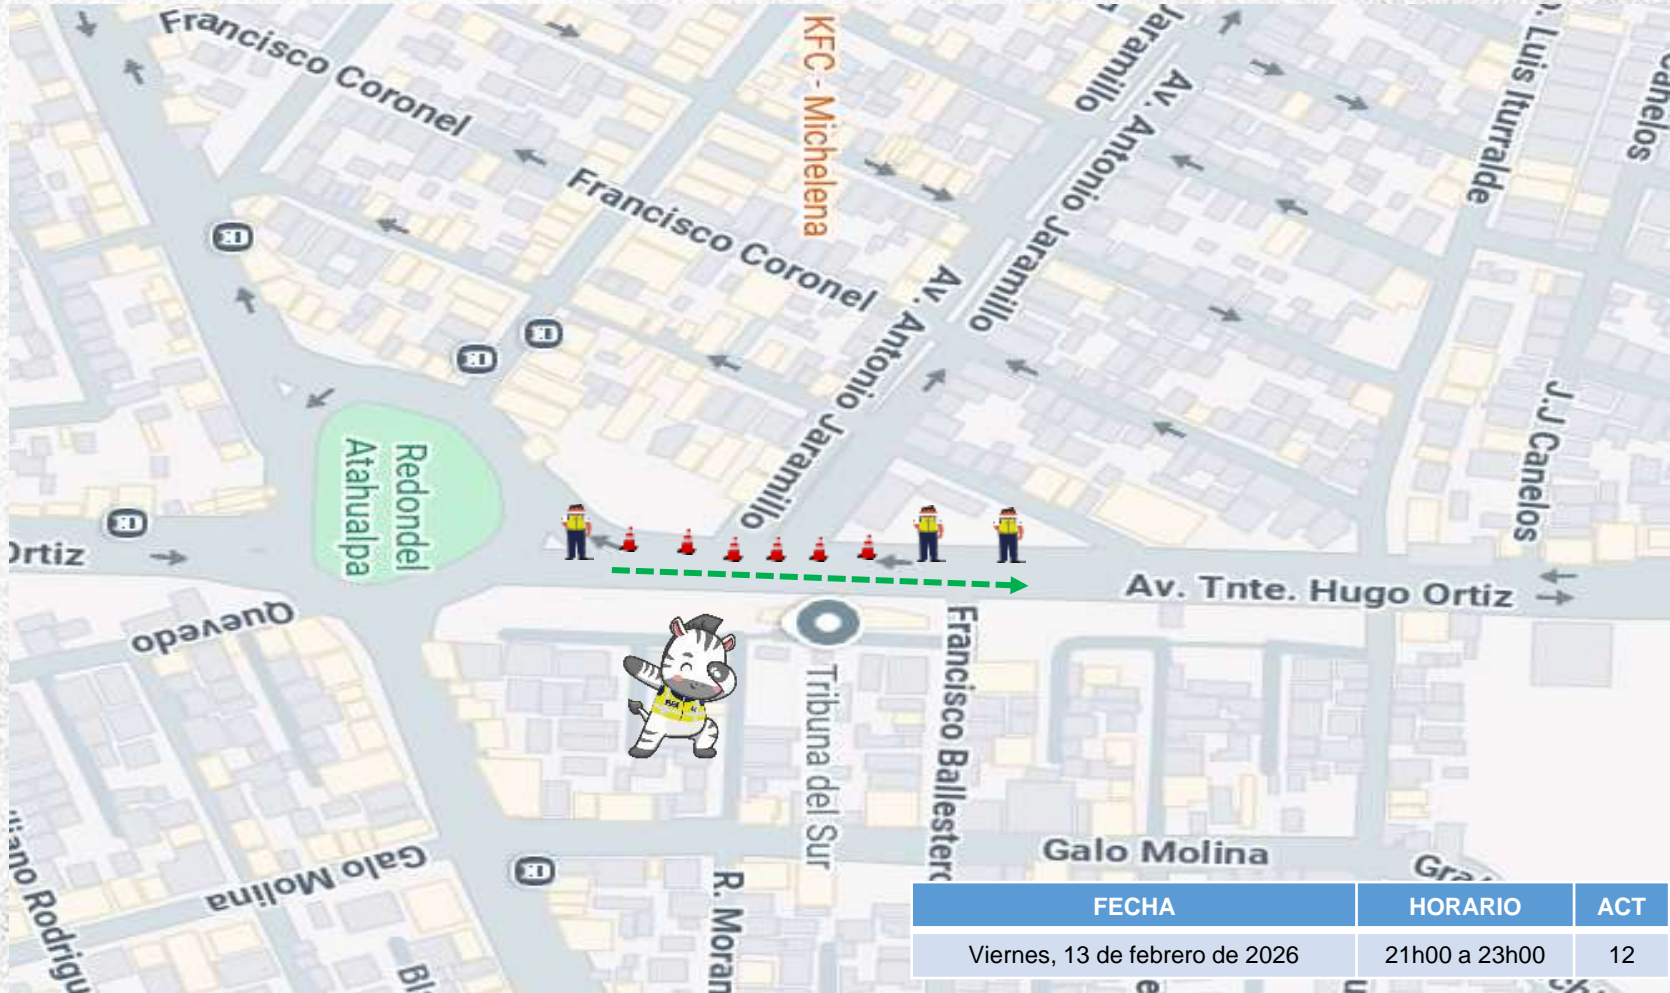 Francisco Coronel
Francisco Coronel
KFC - Michelena
Jaramillo
Av. Antonio Jaramillo
Av. Antonio Jaramillo
Luis Iturralde
Canelos
J.J Canelos
Redondel
Atahualpa
Ortiz
Av. Tnte. Hugo Ortiz
Quevedo
Tribuna del Sur
Francisco Ballestero
Galo Molina
Galo Molina
R. Moran
FECHA HORARIO ACT
Viernes, 13 de febrero de 2026 21h00 a 23h00 12